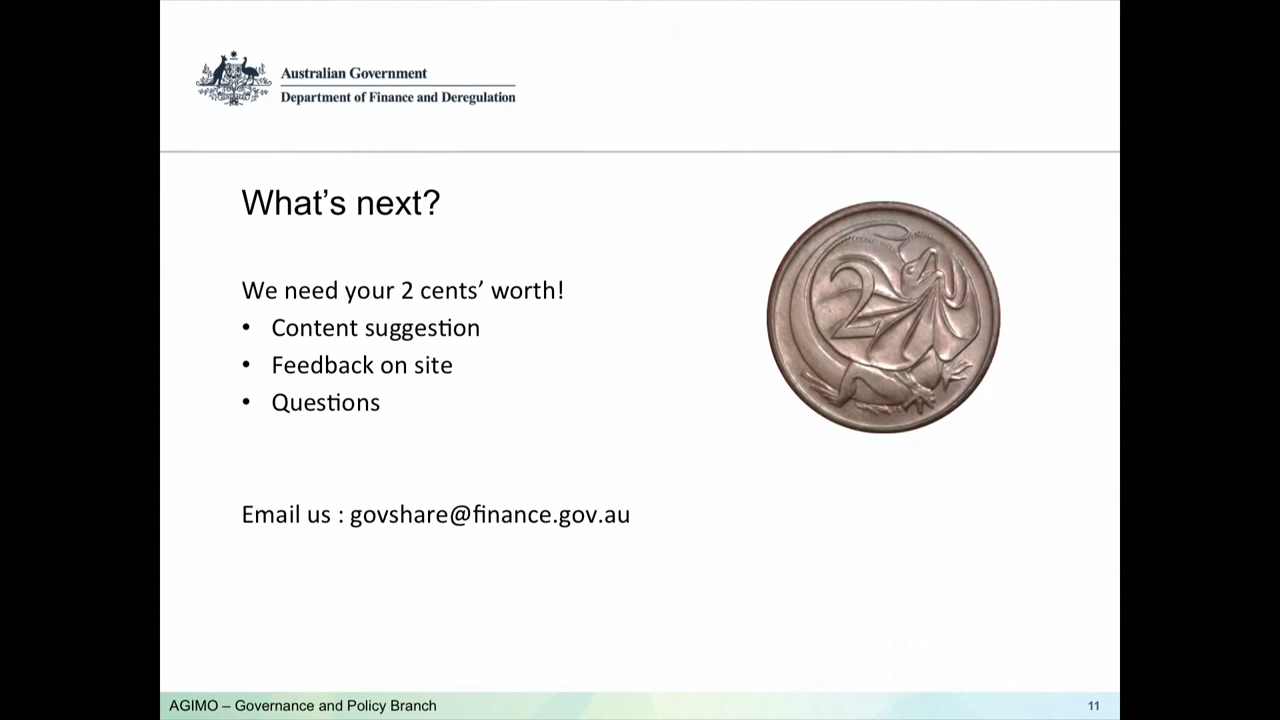 Australian Government
Department of Finance and Deregulation
What's next?
We need your 2 cents' worth!
• Content suggestion
• Feedback on site
• Questions
2
Email us : govshare@finance.gov.au
AGIMO – Governance and Policy Branch
11